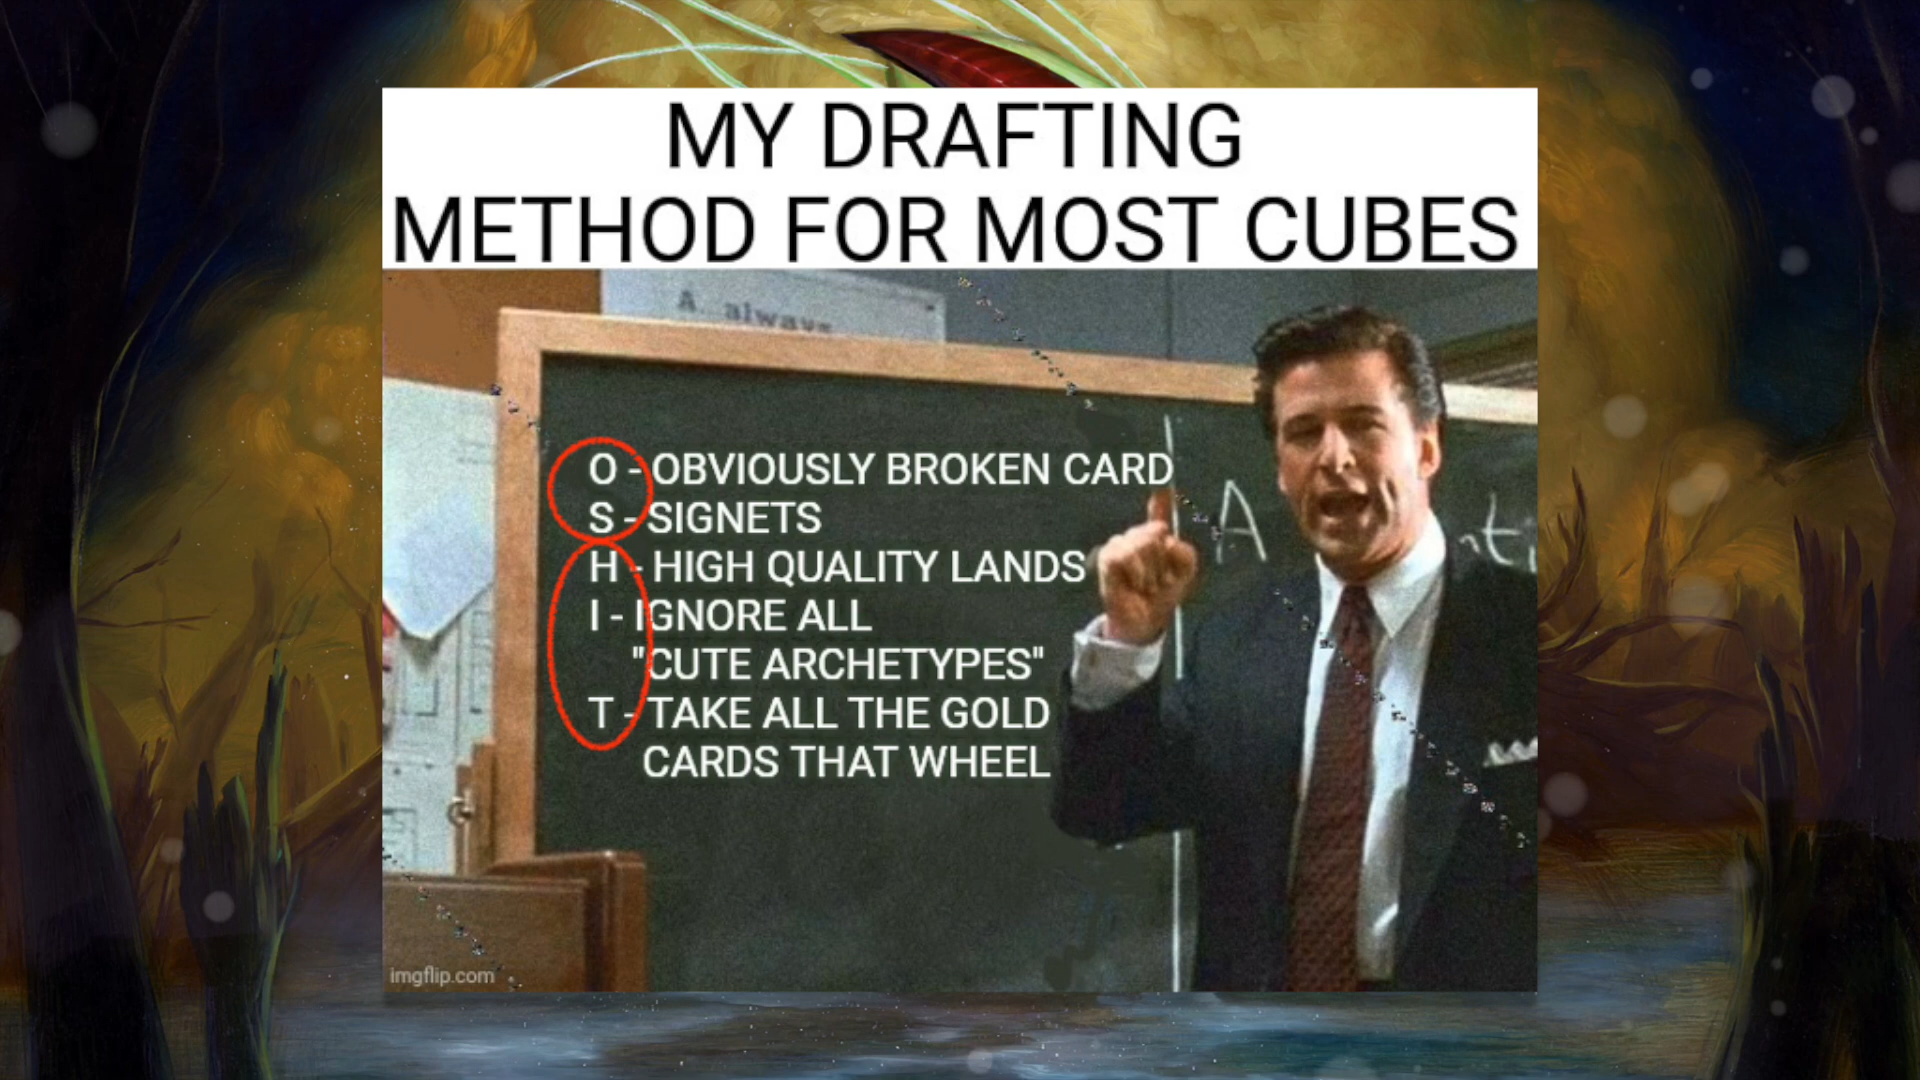 MY DRAFTING
METHOD FOR MOST CUBES
A always
O - OBVIOUSLY BROKEN CARD
S - SIGNETS
H - HIGH QUALITY LANDS
I - IGNORE ALL
"CUTE ARCHETYPES"
T - TAKE ALL THE GOLD
CARDS THAT WHEEL
A
imgflip.com